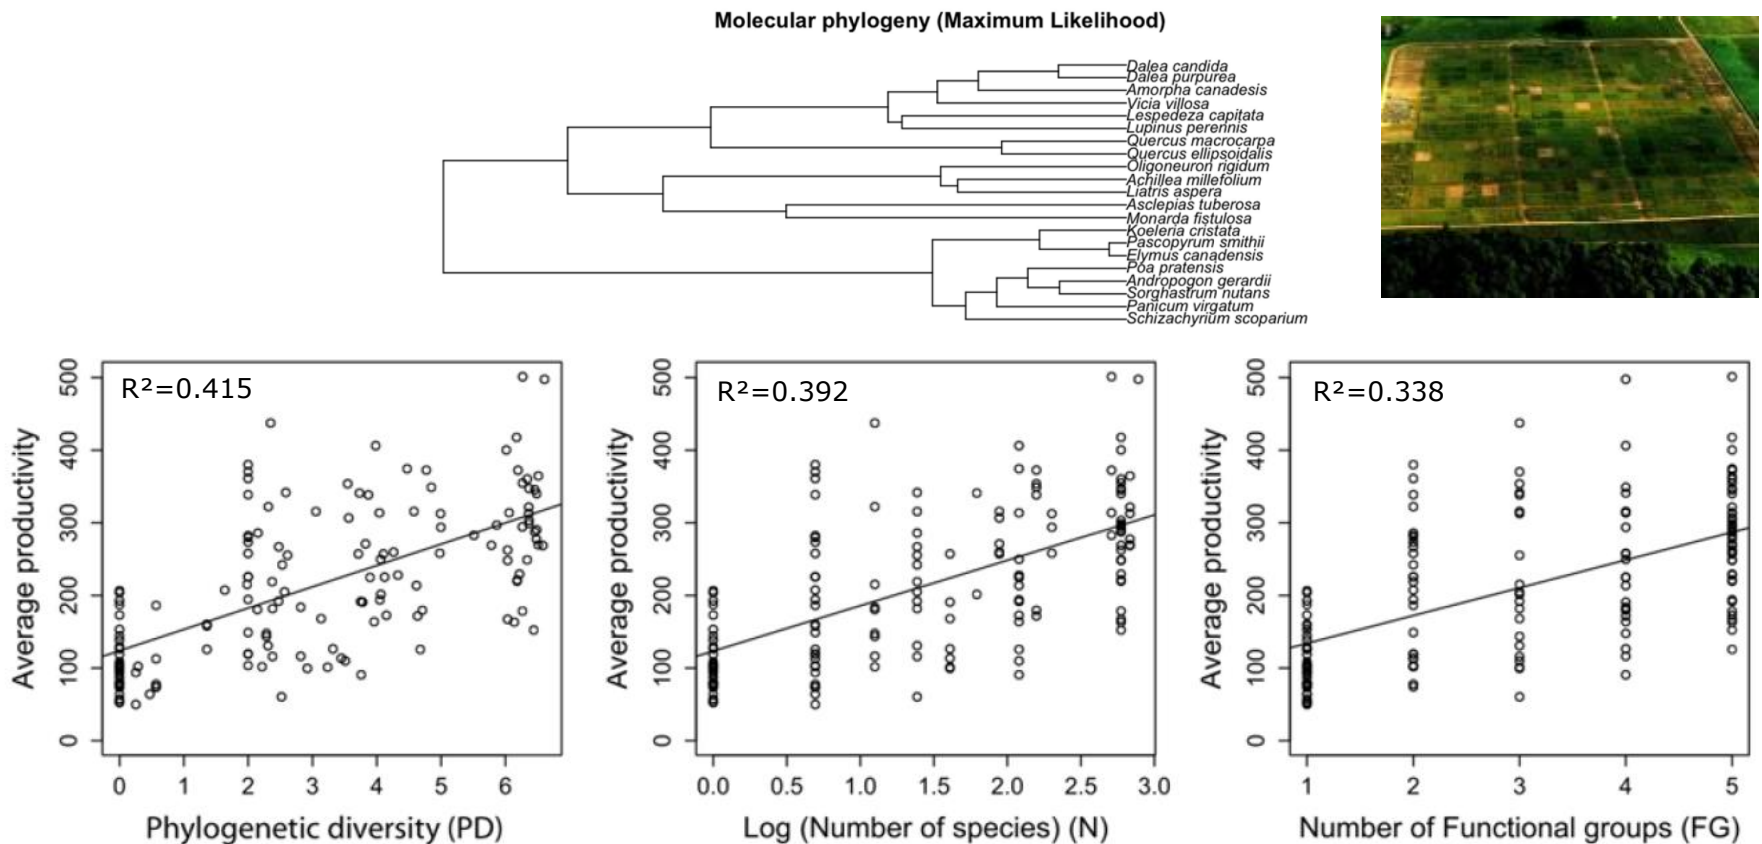 Molecular phylogeny (Maximum Likelihood)
Dalea candida
Dalea purpurea
Amorpha canadesis
Vicia villosa
Lespedeza capitata
Lupinus perennis
Quercus macrocarpa
Quercus ellipsoidalis
Oligoneuron rigidum
Achillea millefolium
Liatris aspera
Asclepias tuberosa
Monarda fistulosa
Koeleria cristata
Pascopyrum smithii
Elymus canadensis
Poa pratensis
Andropogon gerardii
Sorghastrum nutans
Panicum virgatum
Schizachyrium scoparium
R²=0.415
Average productivity
500
400
300
200
100
0
0 1 2 3 4 5 6
Phylogenetic diversity (PD)
R²=0.392
Average productivity
500
400
300
200
100
0
0.0 0.5 1.0 1.5 2.0 2.5 3.0
Log (Number of species) (N)
R²=0.338
Average productivity
500
400
300
200
100
0
1 2 3 4 5
Number of Functional groups (FG)